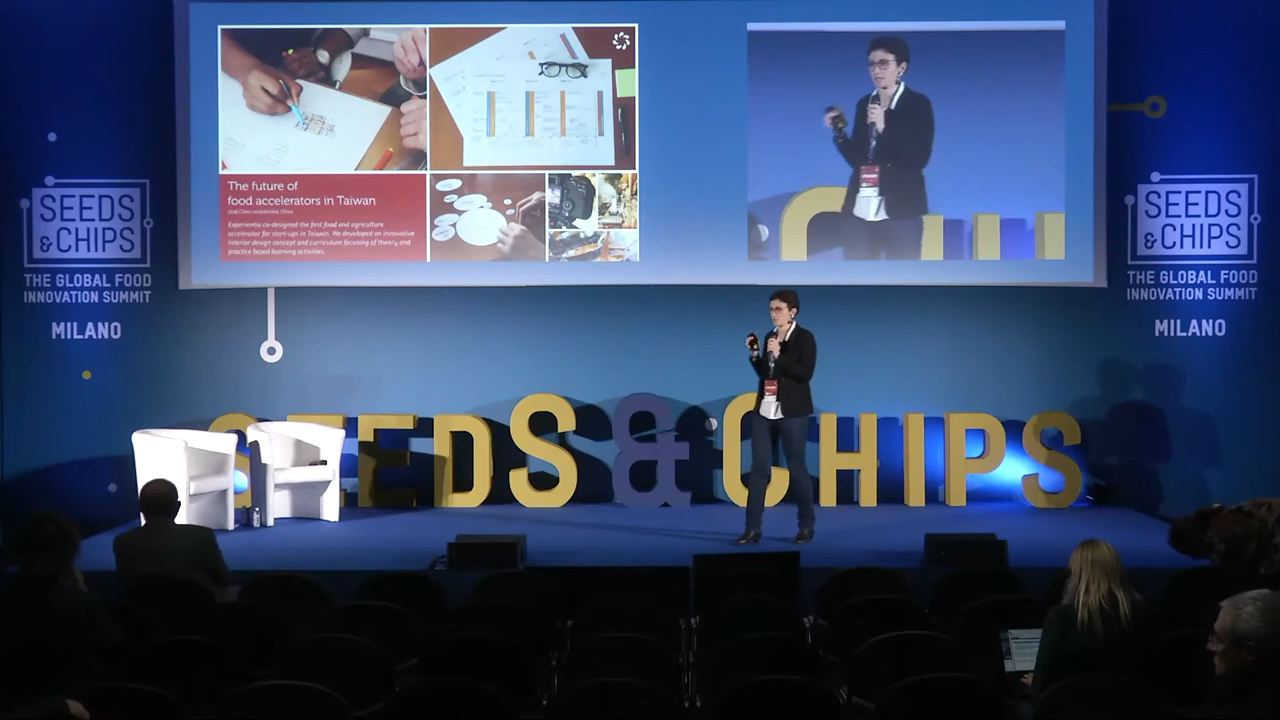 The future of
food accelerators in Taiwan
Experientia co-designed the first food and agriculture
accelerator for start-ups in Taiwan. We developed an innovative
interior design concept and curriculum focusing of theory and
practice based learning activities.
SEEDS
&CHIPS
THE GLOBAL FOOD
INNOVATION SUMMIT
MILANO
SEEDS
&CHIPS
THE GLOBAL FOOD
INNOVATION SUMMIT
MILANO
SEEDS&CHIPS